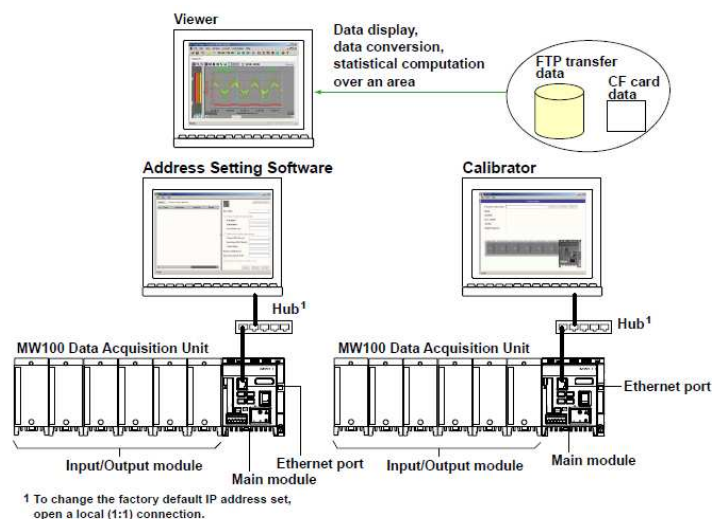 Viewer
Data display,
data conversion,
statistical computation
over an area
FTP transfer
data
CF card
data
Address Setting Software
Calibrator
Hub1
Hub1
MW100 Data Acquisition Unit
MW100 Data Acquisition Unit
Ethernet port
Input/Output module
Ethernet port
Main module
Input/Output module
Main module
1 To change the factory default IP address set,
open a local (1:1) connection.